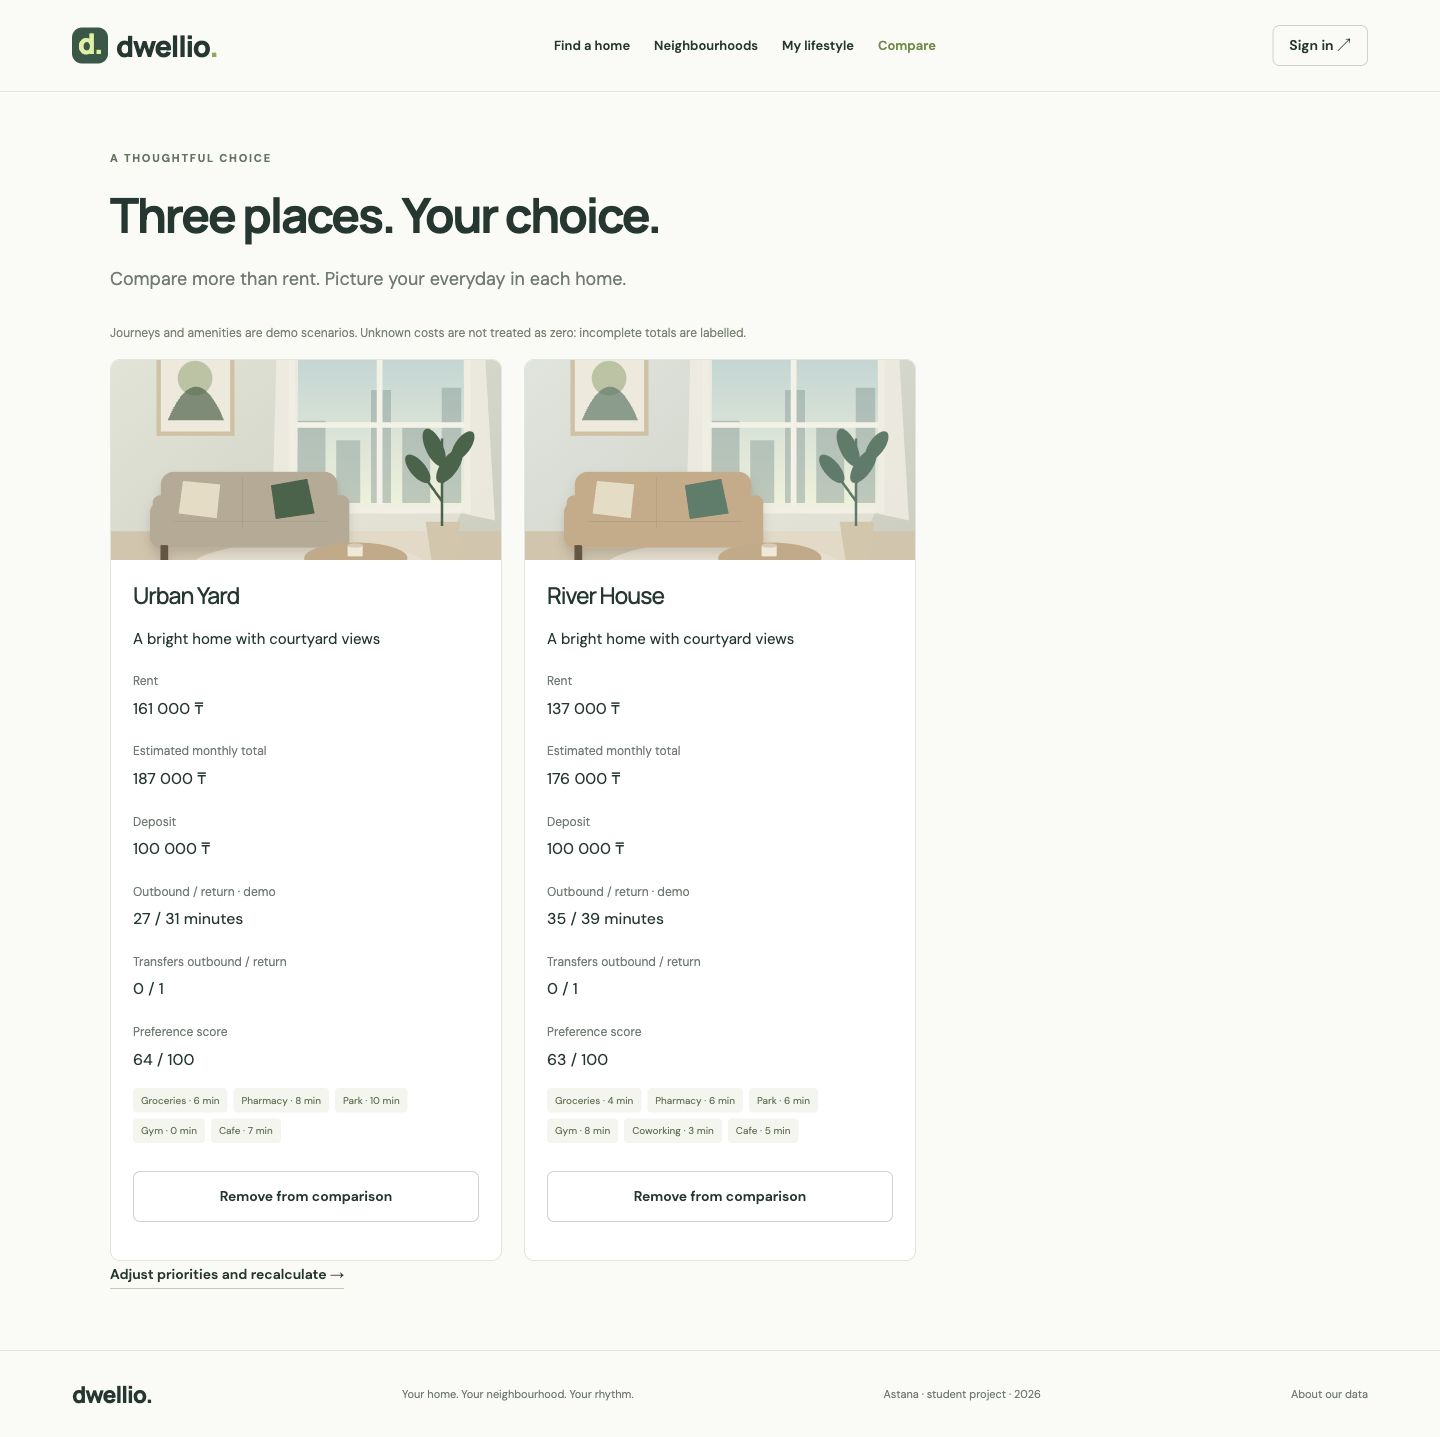 d. dwellio.
Find a home Neighbourhoods My lifestyle Compare
Sign in ↗
A THOUGHTFUL CHOICE
Three places. Your choice.
Compare more than rent. Picture your everyday in each home.
Journeys and amenities are demo scenarios. Unknown costs are not treated as zero: incomplete totals are labelled.
Urban Yard
A bright home with courtyard views
Rent
161 000 ₸
Estimated monthly total
187 000 ₸
Deposit
100 000 ₸
Outbound / return · demo
27 / 31 minutes
Transfers outbound / return
0 / 1
Preference score
64 / 100
Groceries · 6 min Pharmacy · 8 min Park · 10 min
Gym · 0 min Cafe · 7 min
Remove from comparison
River House
A bright home with courtyard views
Rent
137 000 ₸
Estimated monthly total
176 000 ₸
Deposit
100 000 ₸
Outbound / return · demo
35 / 39 minutes
Transfers outbound / return
0 / 1
Preference score
63 / 100
Groceries · 4 min Pharmacy · 6 min Park · 6 min
Gym · 8 min Coworking · 3 min Cafe · 5 min
Remove from comparison
Adjust priorities and recalculate →
dwellio.
Your home. Your neighbourhood. Your rhythm.
Astana · student project · 2026
About our data